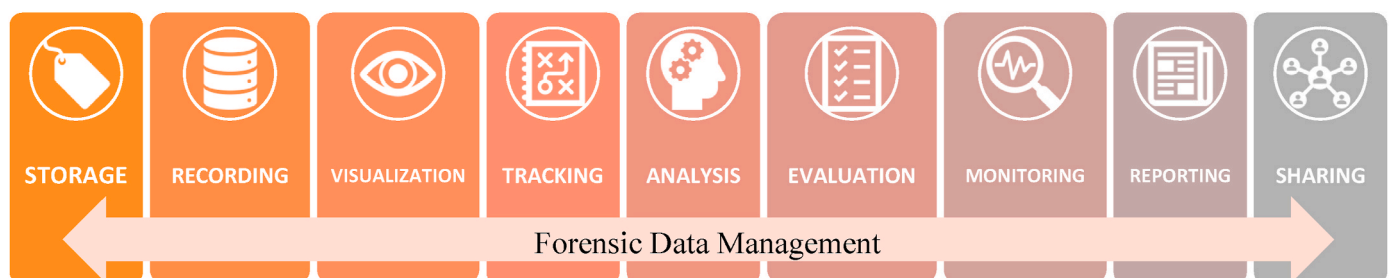 STORAGE
RECORDING
VISUALIZATION
TRACKING
ANALYSIS
EVALUATION
MONITORING
REPORTING
SHARING
Forensic Data Management